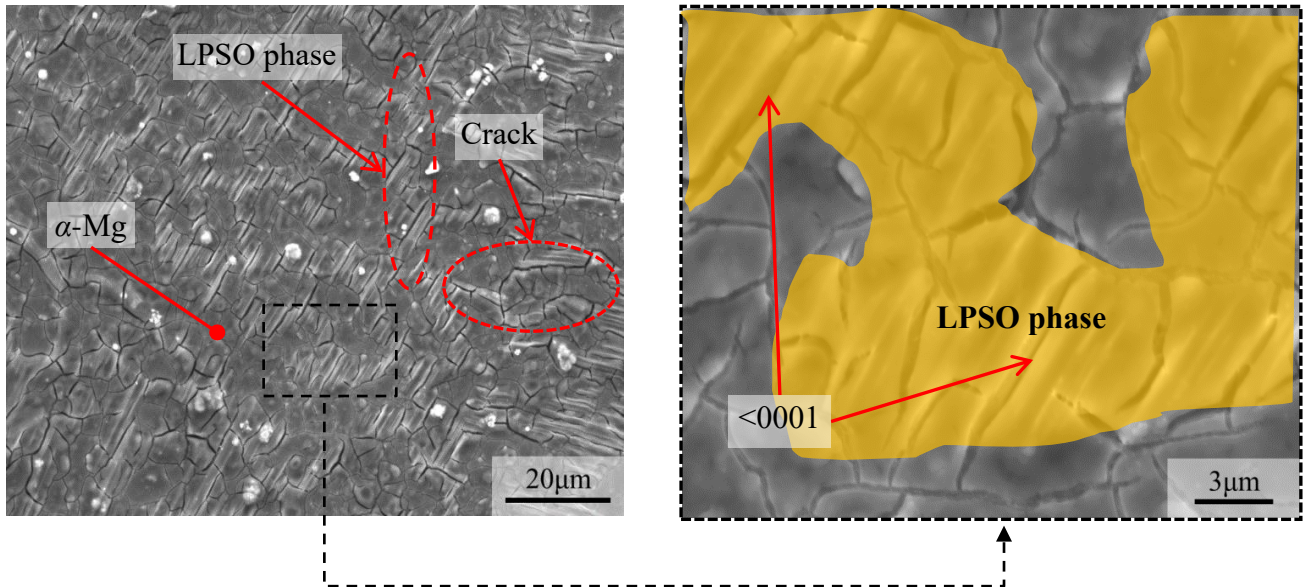 LPSO phase
Crack
α-Mg
20μm
LPSO phase
<0001
3μm